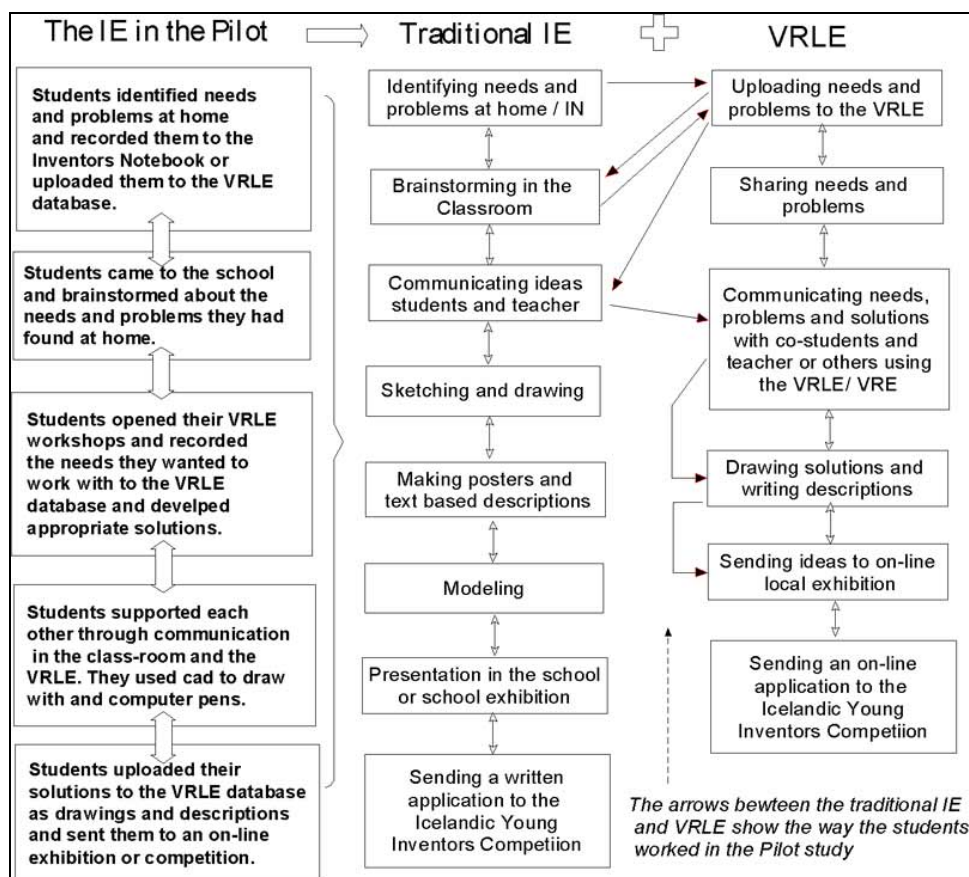 The IE in the Pilot
Traditional IE
VRLE
Students identified needs
and problems at home
and recorded them to the
Inventors Notebook or
uploaded them to the VRLE
database.
Students came to the school
and brainstormed about the
needs and problems they had
found at home.
Students opened their VRLE
workshops and recorded
the needs they wanted to
work with to the VRLE
database and develped
appropriate solutions.
Students supported each
other through communication
in the class-room and the
VRLE. They used cad to draw
with and computer pens.
Students uploaded their
solutions to the VRLE database
as drawings and descriptions
and sent them to an on-line
exhibition or competition.
Identifying needs and
problems at home / IN
Brainstorming in the
Classroom
Communicating ideas
students and teacher
Sketching and drawing
Making posters and
text based descriptions
Modeling
Presentation in the school
or school exhibition
Sending a written
application to the
Icelandic Young
Inventors Competiion
Uploading needs and
problems to the VRLE
Sharing needs and
problems
Communicating needs,
problems and solutions
with co-students and
teacher or others using
the VRLE/ VRE
Drawing solutions and
writing descriptions
Sending ideas to on-line
local exhibition
Sending an on-line
application to the
Icelandic Young
Inventors Competiion
The arrows bewteen the traditional IE
and VRLE show the way the students
worked in the Pilot study